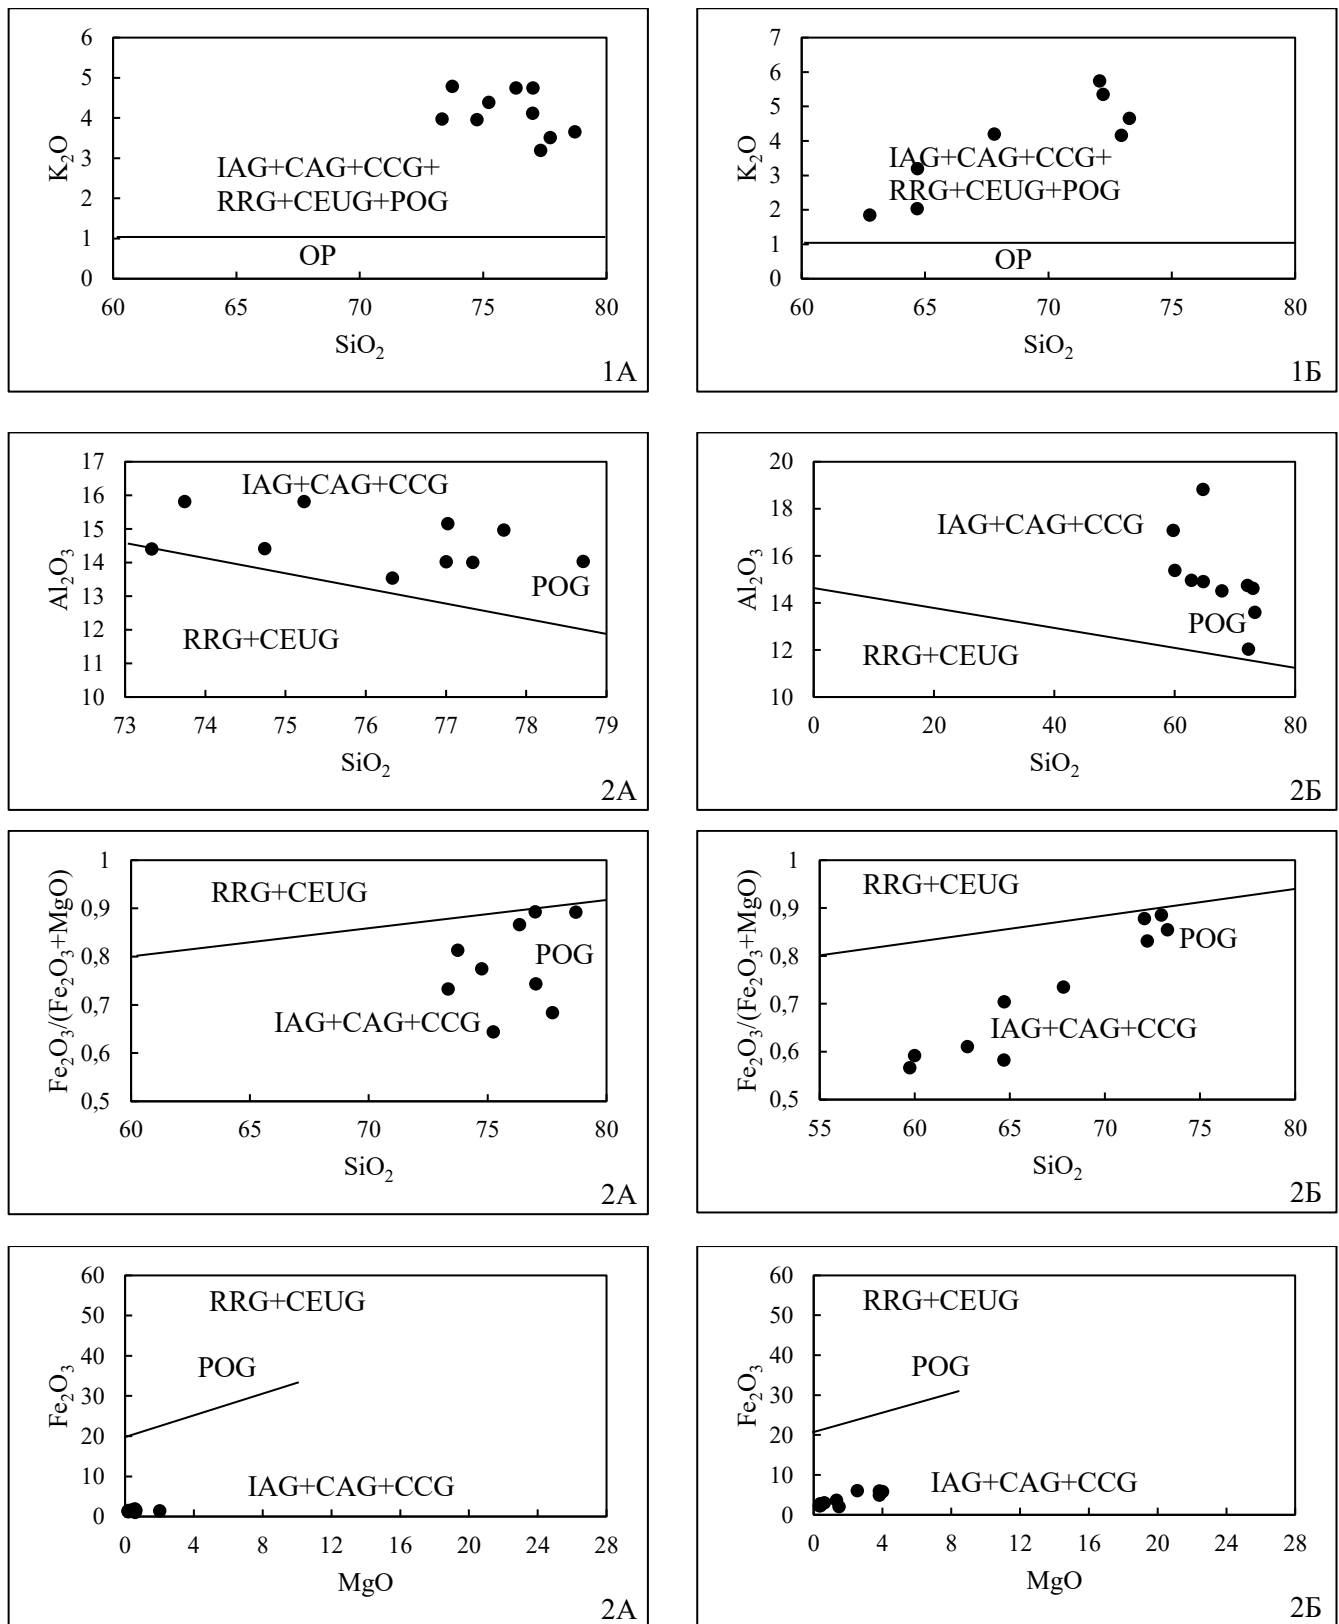 6
5
4
3
2
1
0
K₂O
IAG+CAG+CCG+
RRG+CEUG+POG
OP
60 65 70 75 80
SiO₂
1А
7
6
5
4
3
2
1
0
K₂O
IAG+CAG+CCG+
RRG+CEUG+POG
OP
60 65 70 75 80
SiO₂
1Б
17
16
15
14
13
12
11
10
Al₂O₃
IAG+CAG+CCG
POG
RRG+CEUG
73 74 75 76 77 78 79
SiO₂
2А
20
18
16
14
12
10
Al₂O₃
IAG+CAG+CCG
POG
RRG+CEUG
0 20 40 60 80
SiO₂
2Б
1
0,9
0,8
0,7
0,6
0,5
Fe₂O₃/(Fe₂O₃+MgO)
RRG+CEUG
POG
IAG+CAG+CCG
60 65 70 75 80
SiO₂
2А
1
0,9
0,8
0,7
0,6
0,5
Fe₂O₃/(Fe₂O₃+MgO)
RRG+CEUG
POG
IAG+CAG+CCG
55 60 65 70 75 80
SiO₂
2Б
60
50
40
30
20
10
0
Fe₂O₃
RRG+CEUG
POG
IAG+CAG+CCG
0 4 8 12 16 20 24 28
MgO
2А
60
50
40
30
20
10
0
Fe₂O₃
RRG+CEUG
POG
IAG+CAG+CCG
0 4 8 12 16 20 24 28
MgO
2Б